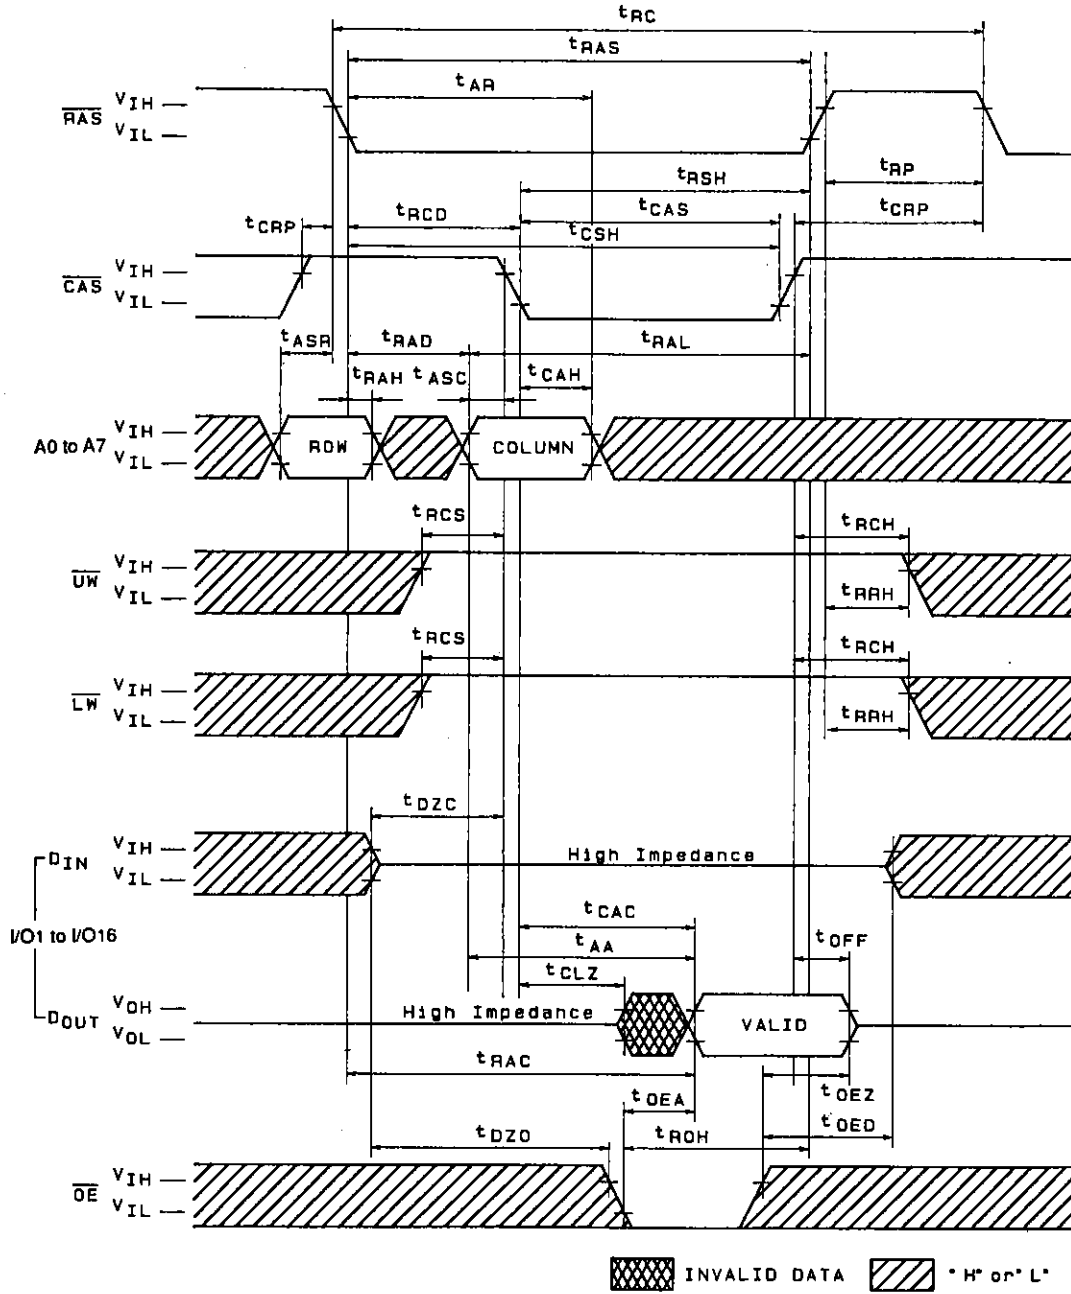 tRC
tRAS
tAR
RAS VIH
VIL
tRP
tRSH
tCRP tRCD tCAS tCRP
tCSH
CAS VIH
VIL
tASR tRAD tRAL
tRAH tASC tCAH
A0 to A7 VIH
VIL
ROW COLUMN
tRCS tRCH
UW VIH
VIL
tRRH
tRCS tRCH
LW VIH
VIL
tRRH
tDZC
DIN VIH
VIL
High Impedance
I/O1 to I/O16
tCAC
tAA tOFF
tCLZ
DOUT VOH
VOL
High Impedance VALID
tRAC tOEZ
tOEA
tDZO tROH tOED
OE VIH
VIL
INVALID DATA "H" or "L"